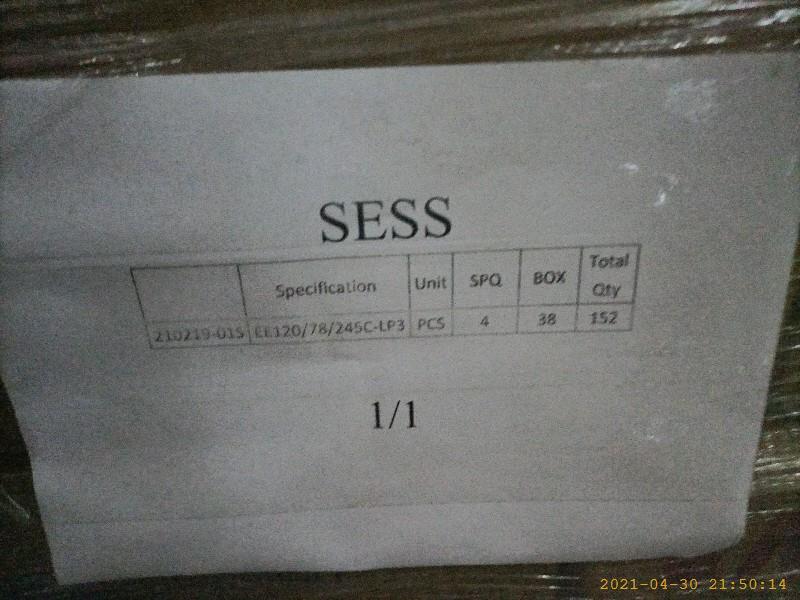 SESS
Specification Unit SPQ BOX Total Qty
210219-01S EE120/78/245C-LP3 PCS 4 38 152
1/1
2021-04-30 21:50:14